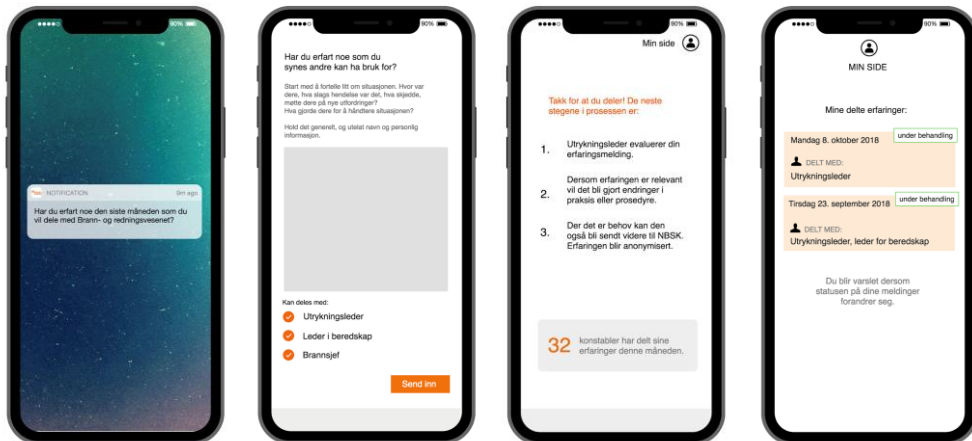 90%
NOTIFICATION
9m ago
Har du erfart noe den siste måneden som du
vil dele med Brann- og redningsvesenet?
90%
Har du erfart noe som du
synes andre kan ha bruk for?
Start med å fortelle litt om situasjonen. Hvor var
dere, hva slags hendelse var det, hva skjedde,
møtte dere på nye utfordringer?
Hva gjorde dere for å håndtere situasjonen?
Hold det generelt, og utelat navn og personlig
informasjon.
Kan deles med:
Utrykningsleder
Leder i beredskap
Brannsjef
Send inn
90%
Min side
Takk for at du deler! De neste
stegene i prosessen er:
1. Utrykningsleder evaluerer din
erfaringsmelding.
2. Dersom erfaringen er relevant
vil det bli gjort endringer i
praksis eller prosedyre.
3. Der det er behov kan den
også bli sendt videre til NBSK.
Erfaringen blir anonymisert.
32 konstabler har delt sine
erfaringer denne måneden.
90%
MIN SIDE
Mine delte erfaringer:
under behandling
Mandag 8. oktober 2018
DELT MED:
Utrykningsleder
under behandling
Tirsdag 23. september 2018
DELT MED:
Utrykningsleder, leder for beredskap
Du blir varslet dersom
statusen på dine meldinger
forandrer seg.